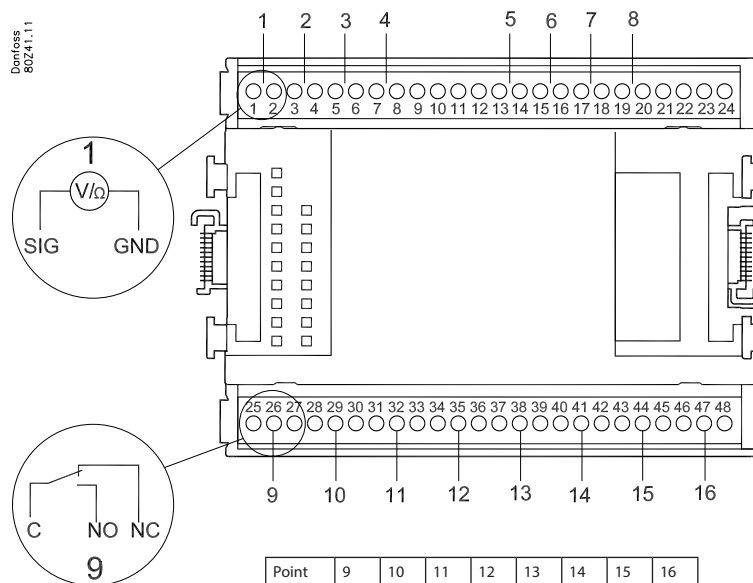 Danfoss
80Z41.11
1 2 3 4 5 6 7 8
1 2 3 4 5 6 7 8 9 10 11 12 13 14 15 16 17 18 19 20 21 22 23 24
1
V/Ω
SIG GND
25 26 27 28 29 30 31 32 33 34 35 36 37 38 39 40 41 42 43 44 45 46 47 48
9 10 11 12 13 14 15 16
C NO NC
9
Point 9 10 11 12 13 14 15 16